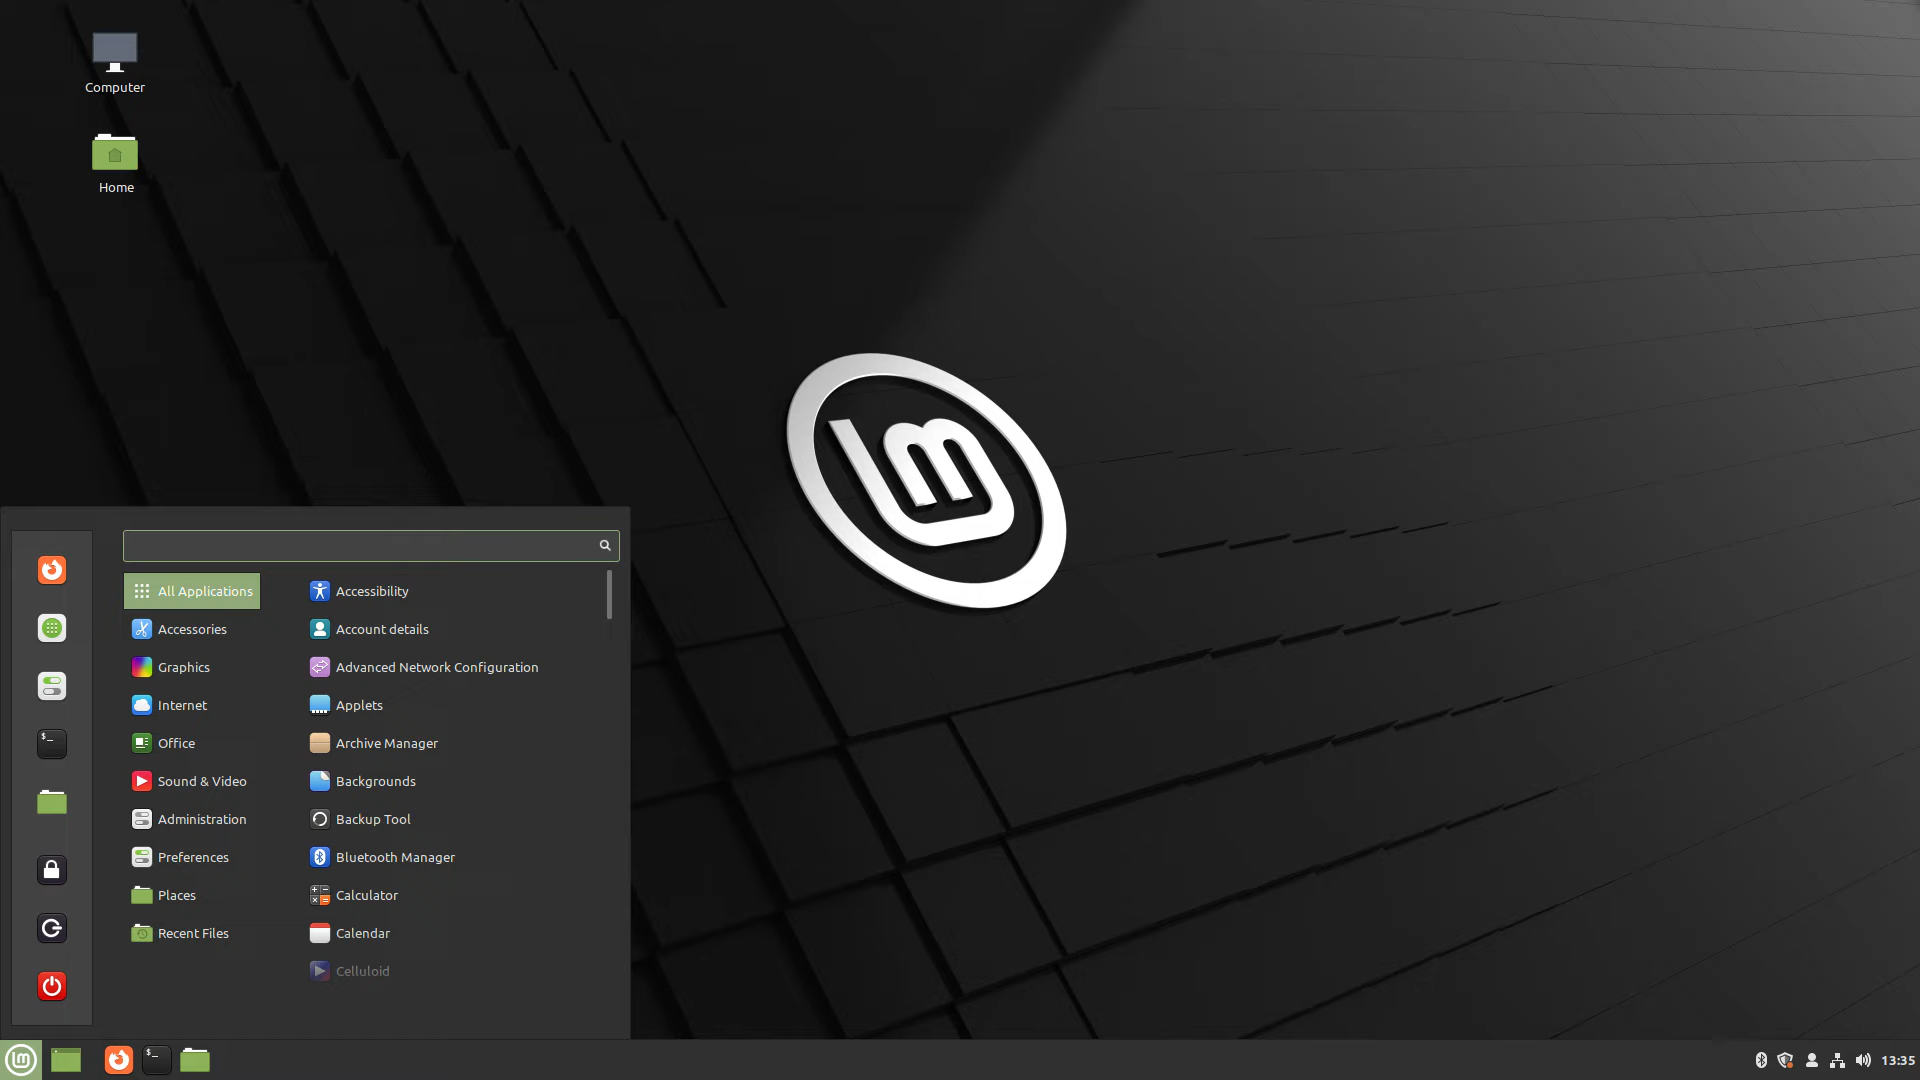 Computer
Home
All Applications
Accessories
Graphics
Internet
Office
Sound & Video
Administration
Preferences
Places
Recent Files
Accessibility
Account details
Advanced Network Configuration
Applets
Archive Manager
Backgrounds
Backup Tool
Bluetooth Manager
Calculator
Calendar
Celluloid
13:35